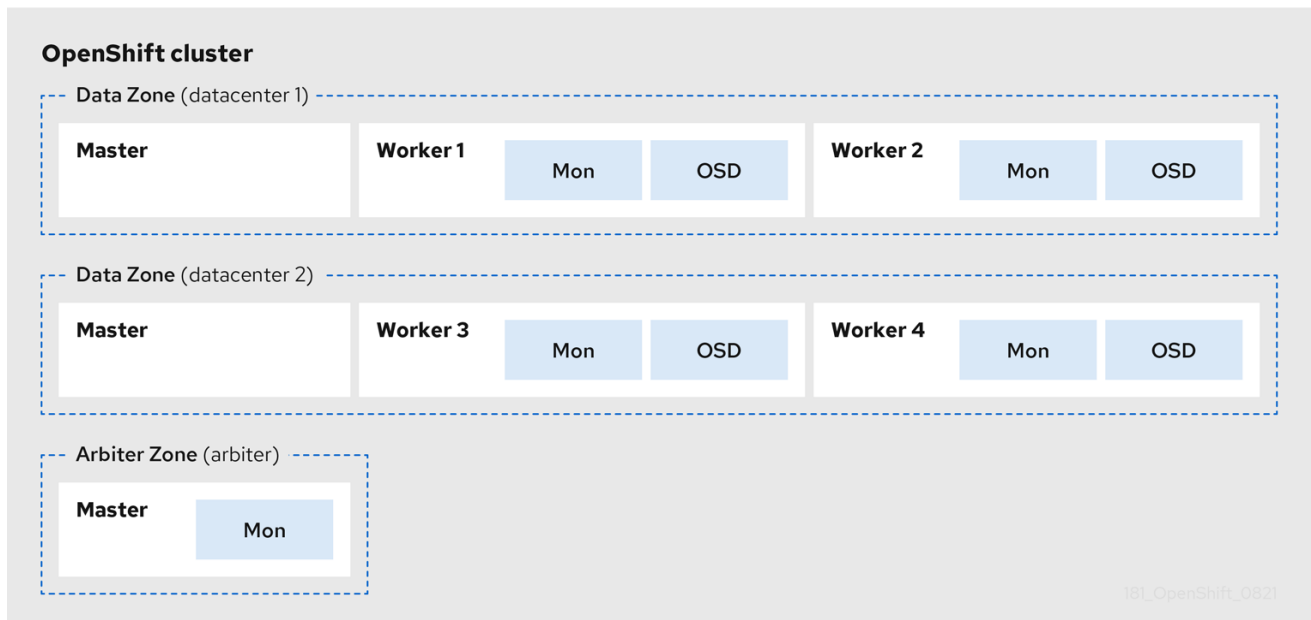 OpenShift cluster
Data Zone (datacenter 1)
Master
Worker 1
Mon
OSD
Worker 2
Mon
OSD
Data Zone (datacenter 2)
Master
Worker 3
Mon
OSD
Worker 4
Mon
OSD
Arbiter Zone (arbiter)
Master
Mon
181_OpenShift_0821